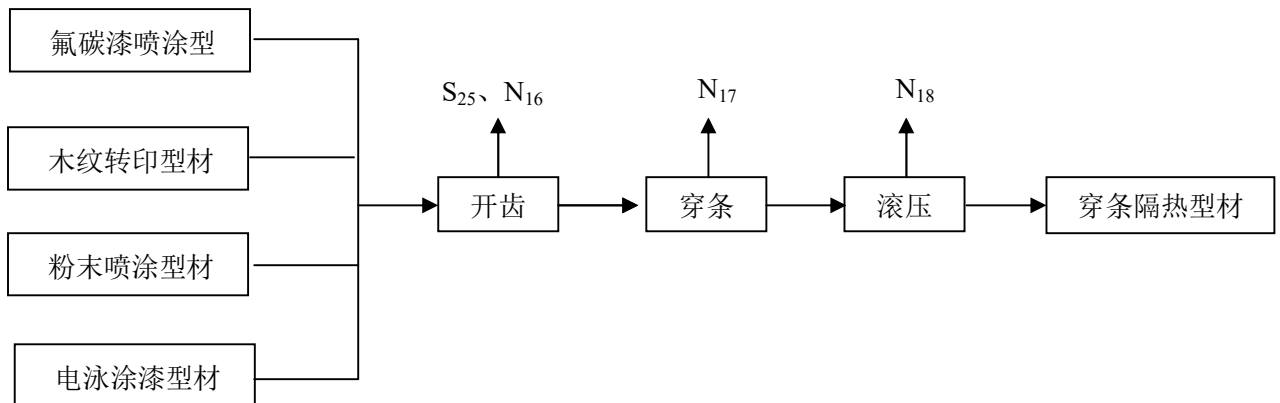 氟碳漆喷涂型
木纹转印型材
粉末喷涂型材
电泳涂漆型材
S₂₅、N₁₆
N₁₇
N₁₈
开齿
穿条
滚压
穿条隔热型材